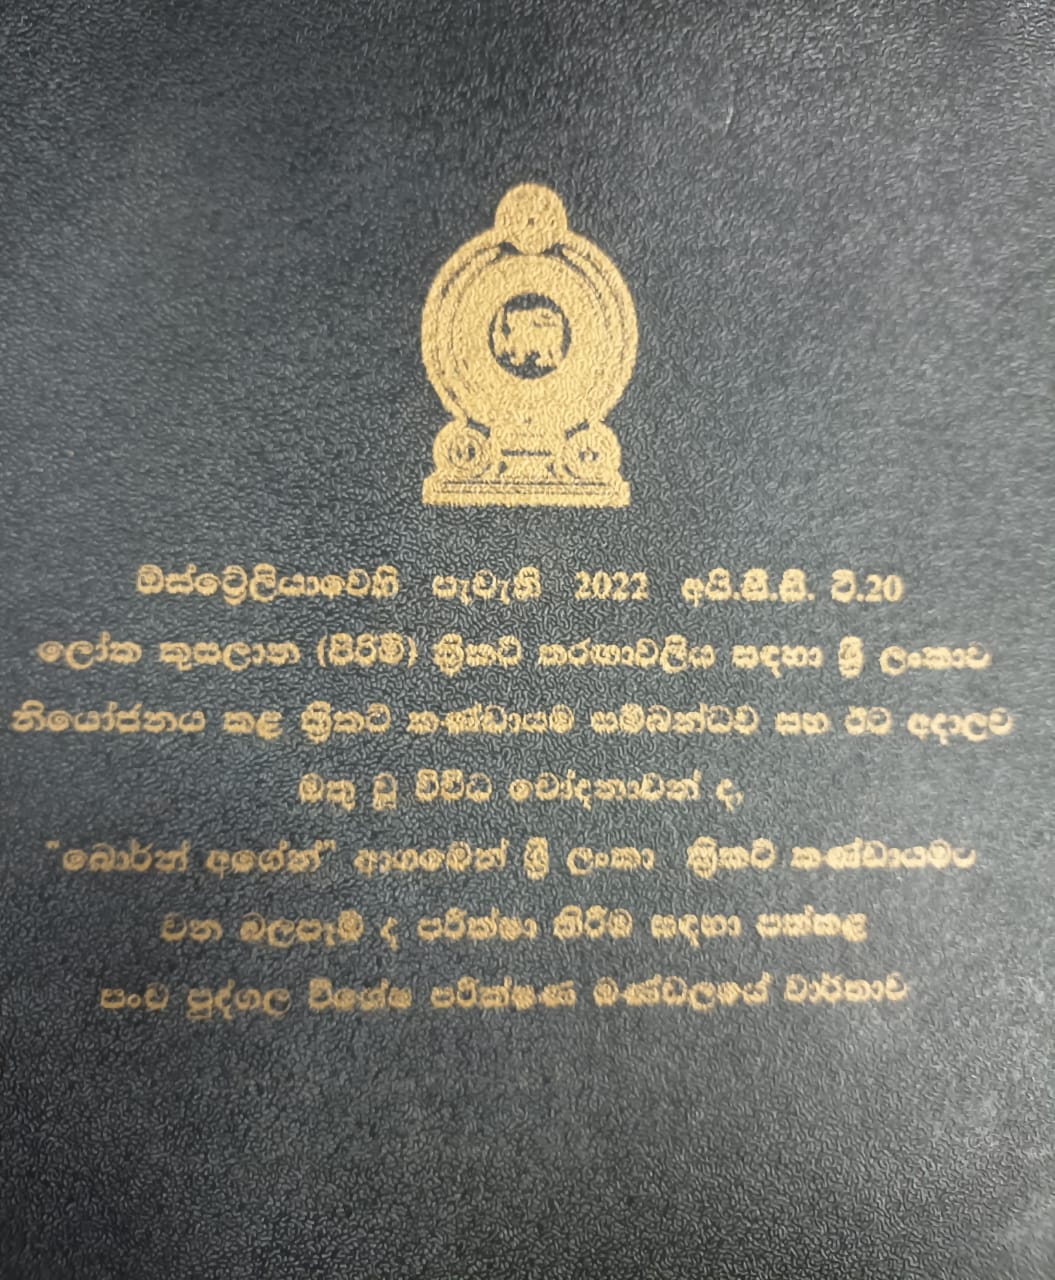 ඔස්ට්‍රේලියාවෙහි පැවැති 2022 අයි.සී.සී. ටී.20
ලෝක කුසලාන (පිරිමි) ක්‍රිකට් තරඟාවලිය සඳහා ශ්‍රී ලංකාව
නියෝජනය කළ ක්‍රිකට් කණ්ඩායම සම්බන්ධව සහ ඊට අදාලව
මතු වූ විවිධ චෝදනාවන් ද,
"බොර්න් අගේන්" ආගමෙන් ශ්‍රී ලංකා ක්‍රිකට් කණ්ඩායමට
වන බලපෑම් ද පරීක්ෂා කිරීම සඳහා පත්කළ
පංච පුද්ගල විශේෂ පරීක්ෂණ මණ්ඩලයේ වාර්තාව